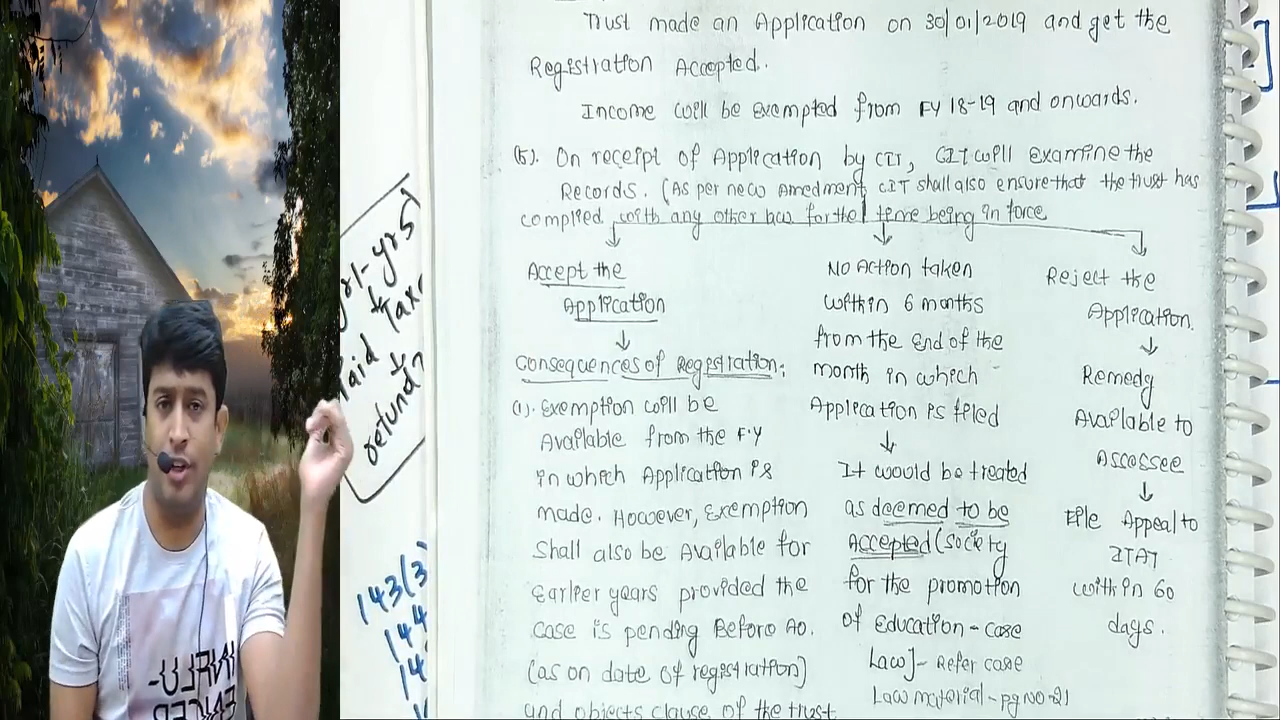 Trust made an Application on 30/01/2019 and get the
Registration Accepted.
Income will be Exempted from FY 18-19 and onwards.
(5). On receipt of Application by CIT, CIT will Examine the
Records. (As per new Amedment CIT shall also ensure that the trust has
complied with any other law for the time being in force
Accept the
Application
Consequences of Registration:
(1). Exemption will be
Available from the F.Y
in which Application is
made. However, Exemption
Shall also be Available for
Earlier years provided the
case is pending Before AO.
(as on date of registration)
and objects clause of the trust
No Action taken
within 6 months
from the End of the
month in which
Application is filed
It would be treated
as deemed to be
Accepted (Society
for the promotion
of Education - case
Law] - Refer case
Law material - pg no - 21
Reject the
Application.
Remedy
Available to
Assessee
File Appeal to
ITAT
within 60
days.
yrs
Tax
refund?
143(3
144